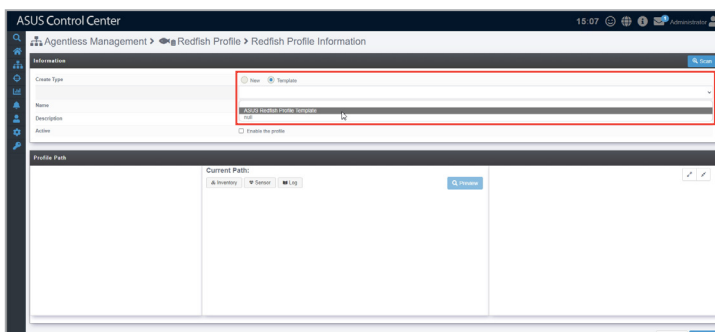 ASUS Control Center
15:07
Administrator
Agentless Management > Redfish Profile > Redfish Profile Information
Information
Scan
Create Type
New
Template
Name
ASUS Redfish Profile Template
null
Description
Active
Enable the profile
Profile Path
Current Path:
Inventory
Sensor
Log
Preview